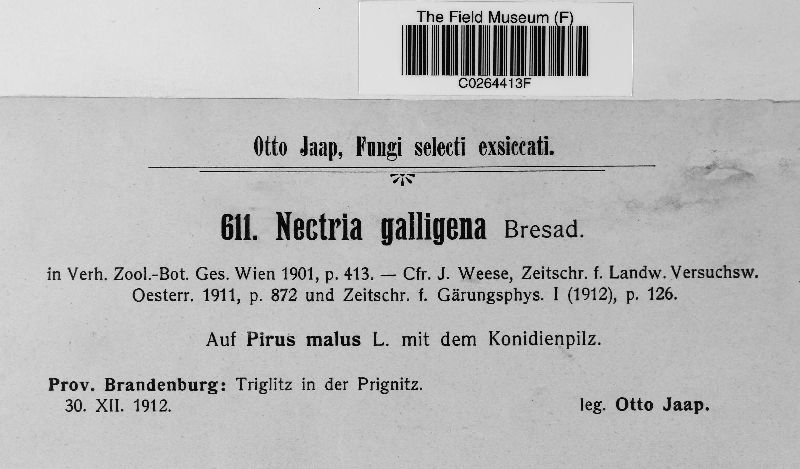 The Field Museum (F)
C0264413F
Otto Jaap, Fungi selecti exsiccati.
611. Nectria galligena Bresad.
in Verh. Zool.-Bot. Ges. Wien 1901, p. 413. — Cfr. J. Weese, Zeitschr. f. Landw. Versuchsw.
Oesterr. 1911, p. 872 und Zeitschr. f. Gärungsphys. I (1912), p. 126.
Auf Pirus malus L. mit dem Konidienpilz.
Prov. Brandenburg: Triglitz in der Prignitz.
30. XII. 1912.
leg. Otto Jaap.